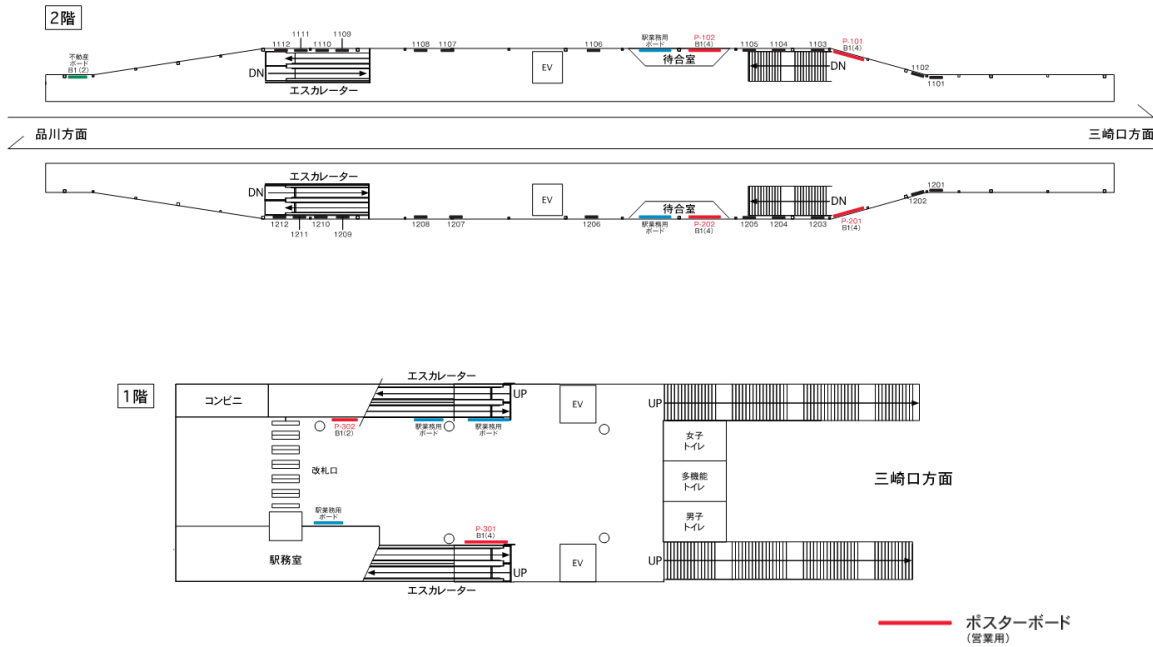 2階
1111
1109
1112
1110
1108
1107
1106
駅業務用
ボード
P-102
B1(4)
1105
1104
1103
P-101
B1(4)
不動産
ボード
B1(2)
DN
EV
待合室
DN
1102
1101
エスカレーター
品川方面
三崎口方面
エスカレーター
DN
EV
待合室
DN
1201
1202
1212
1210
1208
1207
1206
駅業務用
ボード
P-202
B1(4)
1205
1204
1203
P-201
B1(4)
1211
1209
1階
エスカレーター
コンビニ
UP
EV
UP
P-302
B1(2)
駅業務用
ボード
駅業務用
ボード
女子
トイレ
改札口
多機能
トイレ
三崎口方面
駅業務用
ボード
男子
トイレ
P-301
B1(4)
駅務室
UP
EV
UP
エスカレーター
ポスターボード
(営業用)